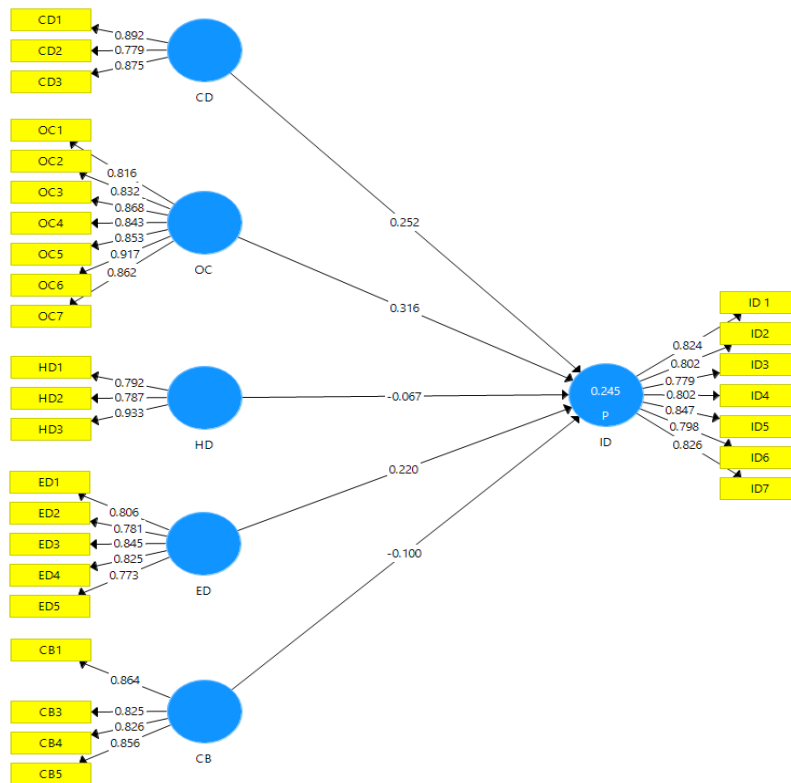 CD1
0.892
CD2
0.779
CD3
0.875
CD
OC1
0.816
OC2
0.832
OC3
0.868
OC4
0.843
OC5
0.853
OC6
0.917
OC7
0.862
OC
HD1
0.792
HD2
0.787
HD3
0.933
HD
ED1
0.806
ED2
0.781
ED3
0.845
ED4
0.825
ED5
0.773
ED
CB1
0.864
CB3
0.825
CB4
0.826
CB5
0.856
CB
0.252
0.316
-0.067
0.220
-0.100
0.245
P
ID
ID 1
0.824
ID2
0.802
ID3
0.779
ID4
0.802
ID5
0.847
ID6
0.798
ID7
0.826